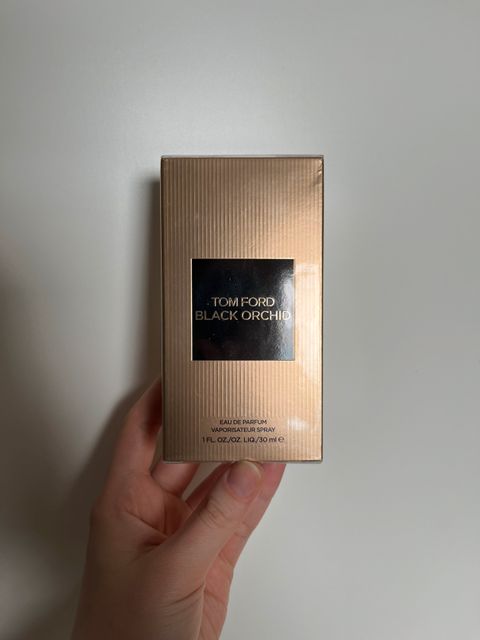 TOM FORD
BLACK ORCHID
EAU DE PARFUM
VAPORISATEUR SPRAY
1 FL. OZ./OZ. LIQ./30 ml ℮